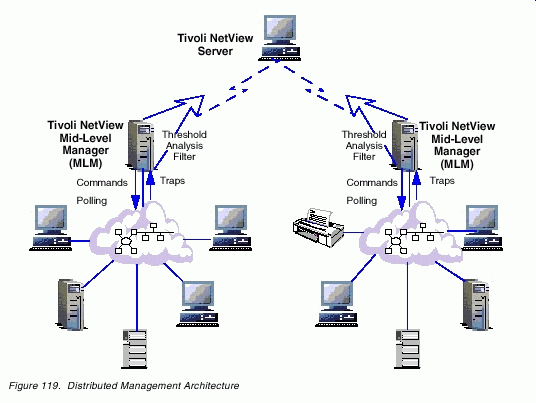 Tivoli NetView
Server
Tivoli NetView
Mid-Level
Manager
(MLM)
Threshold
Analysis
Filter
Commands
Traps
Polling
Threshold
Analysis
Filter
Tivoli NetView
Mid-Level
Manager
(MLM)
Commands
Traps
Polling
Figure 119. Distributed Management Architecture